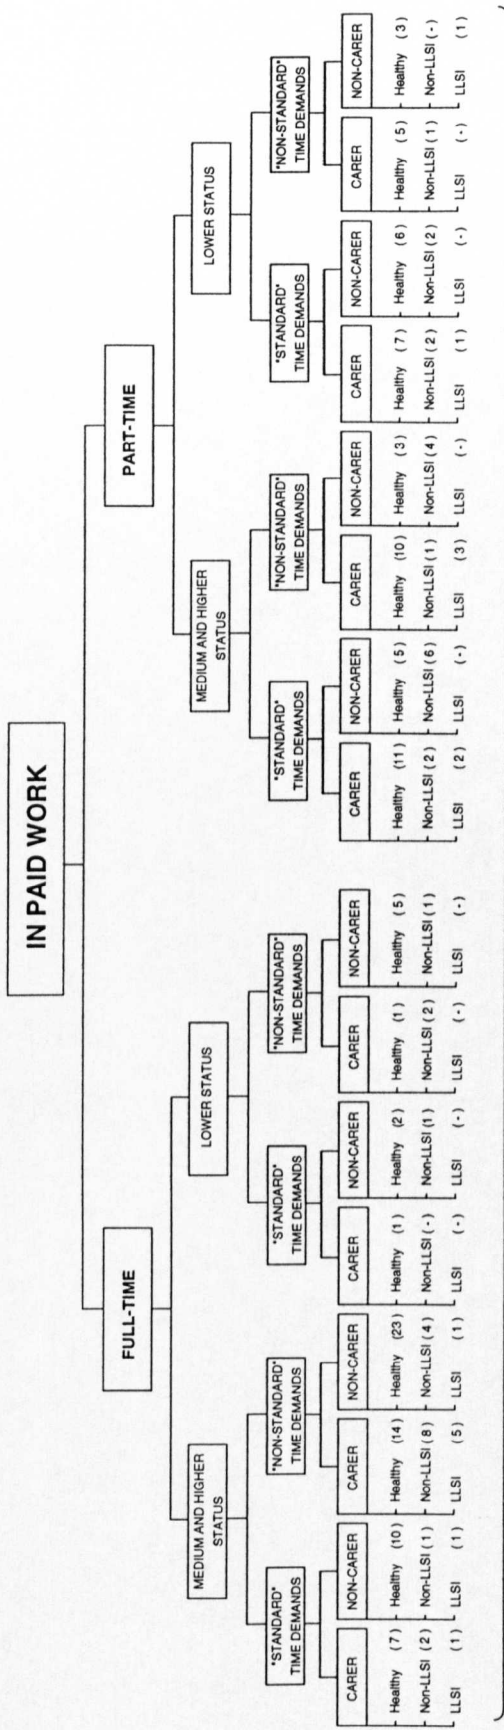 IN PAID WORK
FULL-TIME
PART-TIME
MEDIUM AND HIGHER
STATUS
LOWER STATUS
MEDIUM AND HIGHER
STATUS
LOWER STATUS
"STANDARD"
TIME DEMANDS
"NON-STANDARD"
TIME DEMANDS
"STANDARD"
TIME DEMANDS
"NON-STANDARD"
TIME DEMANDS
"STANDARD"
TIME DEMANDS
"NON-STANDARD"
TIME DEMANDS
"STANDARD"
TIME DEMANDS
"NON-STANDARD"
TIME DEMANDS
CARER
Healthy (7)
Non-LLSI (2)
LLSI (1)
NON-CARER
Healthy (10)
Non-LLSI (1)
LLSI (1)
CARER
Healthy (14)
Non-LLSI (8)
LLSI (5)
NON-CARER
Healthy (23)
Non-LLSI (4)
LLSI (1)
CARER
Healthy (1)
Non-LLSI (-)
LLSI (-)
NON-CARER
Healthy (2)
Non-LLSI (1)
LLSI (-)
CARER
Healthy (1)
Non-LLSI (2)
LLSI (-)
NON-CARER
Healthy (5)
Non-LLSI (1)
LLSI (-)
CARER
Healthy (11)
Non-LLSI (2)
LLSI (2)
NON-CARER
Healthy (5)
Non-LLSI (6)
LLSI (-)
CARER
Healthy (10)
Non-LLSI (1)
LLSI (3)
NON-CARER
Healthy (3)
Non-LLSI (4)
LLSI (-)
CARER
Healthy (7)
Non-LLSI (2)
LLSI (1)
NON-CARER
Healthy (6)
Non-LLSI (2)
LLSI (-)
CARER
Healthy (5)
Non-LLSI (1)
LLSI (-)
NON-CARER
Healthy (3)
Non-LLSI (-)
LLSI (1)